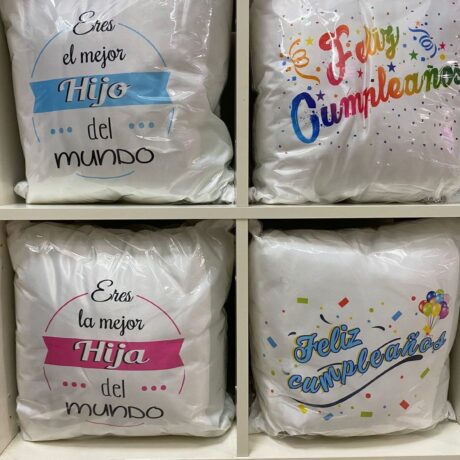 Eres
el mejor
Hijo
del
MUNDO
Feliz
Cumpleaños
Eres
la mejor
Hija
del
MUNDO
Feliz
cumpleaños